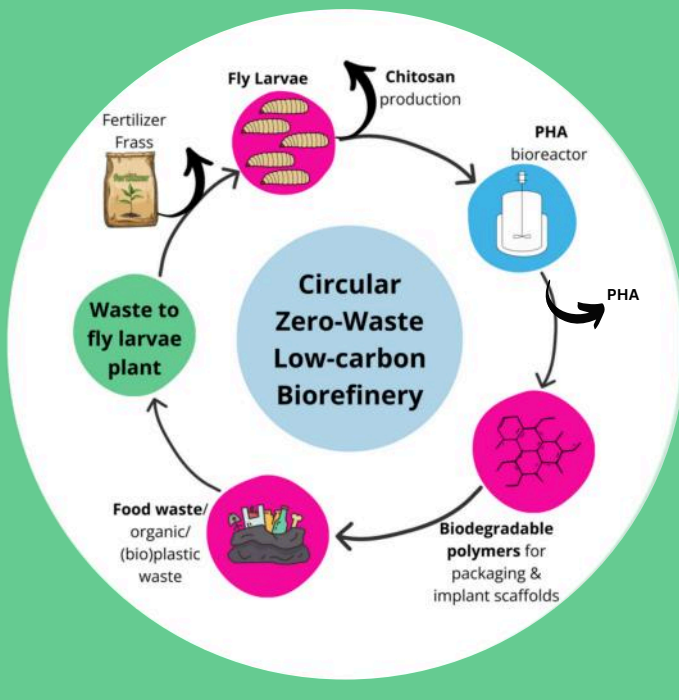 Fly Larvae
Chitosan
production
PHA
bioreactor
PHA
Biodegradable
polymers for
packaging &
implant scaffolds
Food waste/
organic/
(bio)plastic
waste
Waste to
fly larvae
plant
Fertilizer
Frass
fertilizer
Circular
Zero-Waste
Low-carbon
Biorefinery